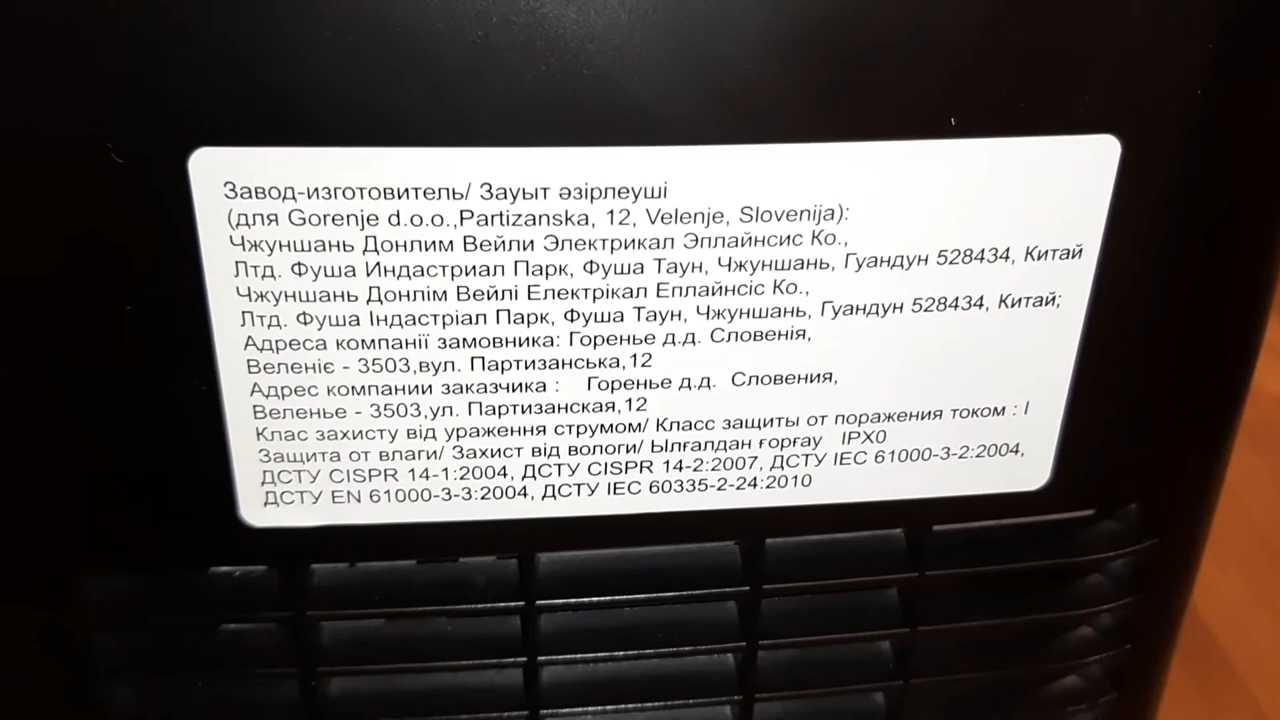 Завод-изготовитель/ Зауыт әзірлеуші
(для Gorenje d.o.o.,Partizanska, 12, Velenje, Slovenija):
Чжуншань Донлим Вейли Электрикал Эплайнсис Ко.,
Лтд. Фуша Индастриал Парк, Фуша Таун, Чжуншань, Гуандун 528434, Китай
Чжуншань Донлім Вейлі Електрікал Еплайнсіс Ко.,
Лтд. Фуша Індастріал Парк, Фуша Таун, Чжуншань, Гуандун 528434, Китай;
Адреса компанії замовника: Горенье д.д. Словенія,
Веленіє - 3503,вул. Партизанська,12
Адрес компании заказчика : Горенье д.д. Словения,
Веленье - 3503,ул. Партизанская,12
Клас захисту від ураження струмом/ Класс защиты от поражения током : I
Защита от влаги/ Захист від вологи/ Ылғалдан ғорғау IPX0
ДСТУ CISPR 14-1:2004, ДСТУ CISPR 14-2:2007, ДСТУ IEC 61000-3-2:2004,
ДСТУ EN 61000-3-3:2004, ДСТУ IEC 60335-2-24:2010